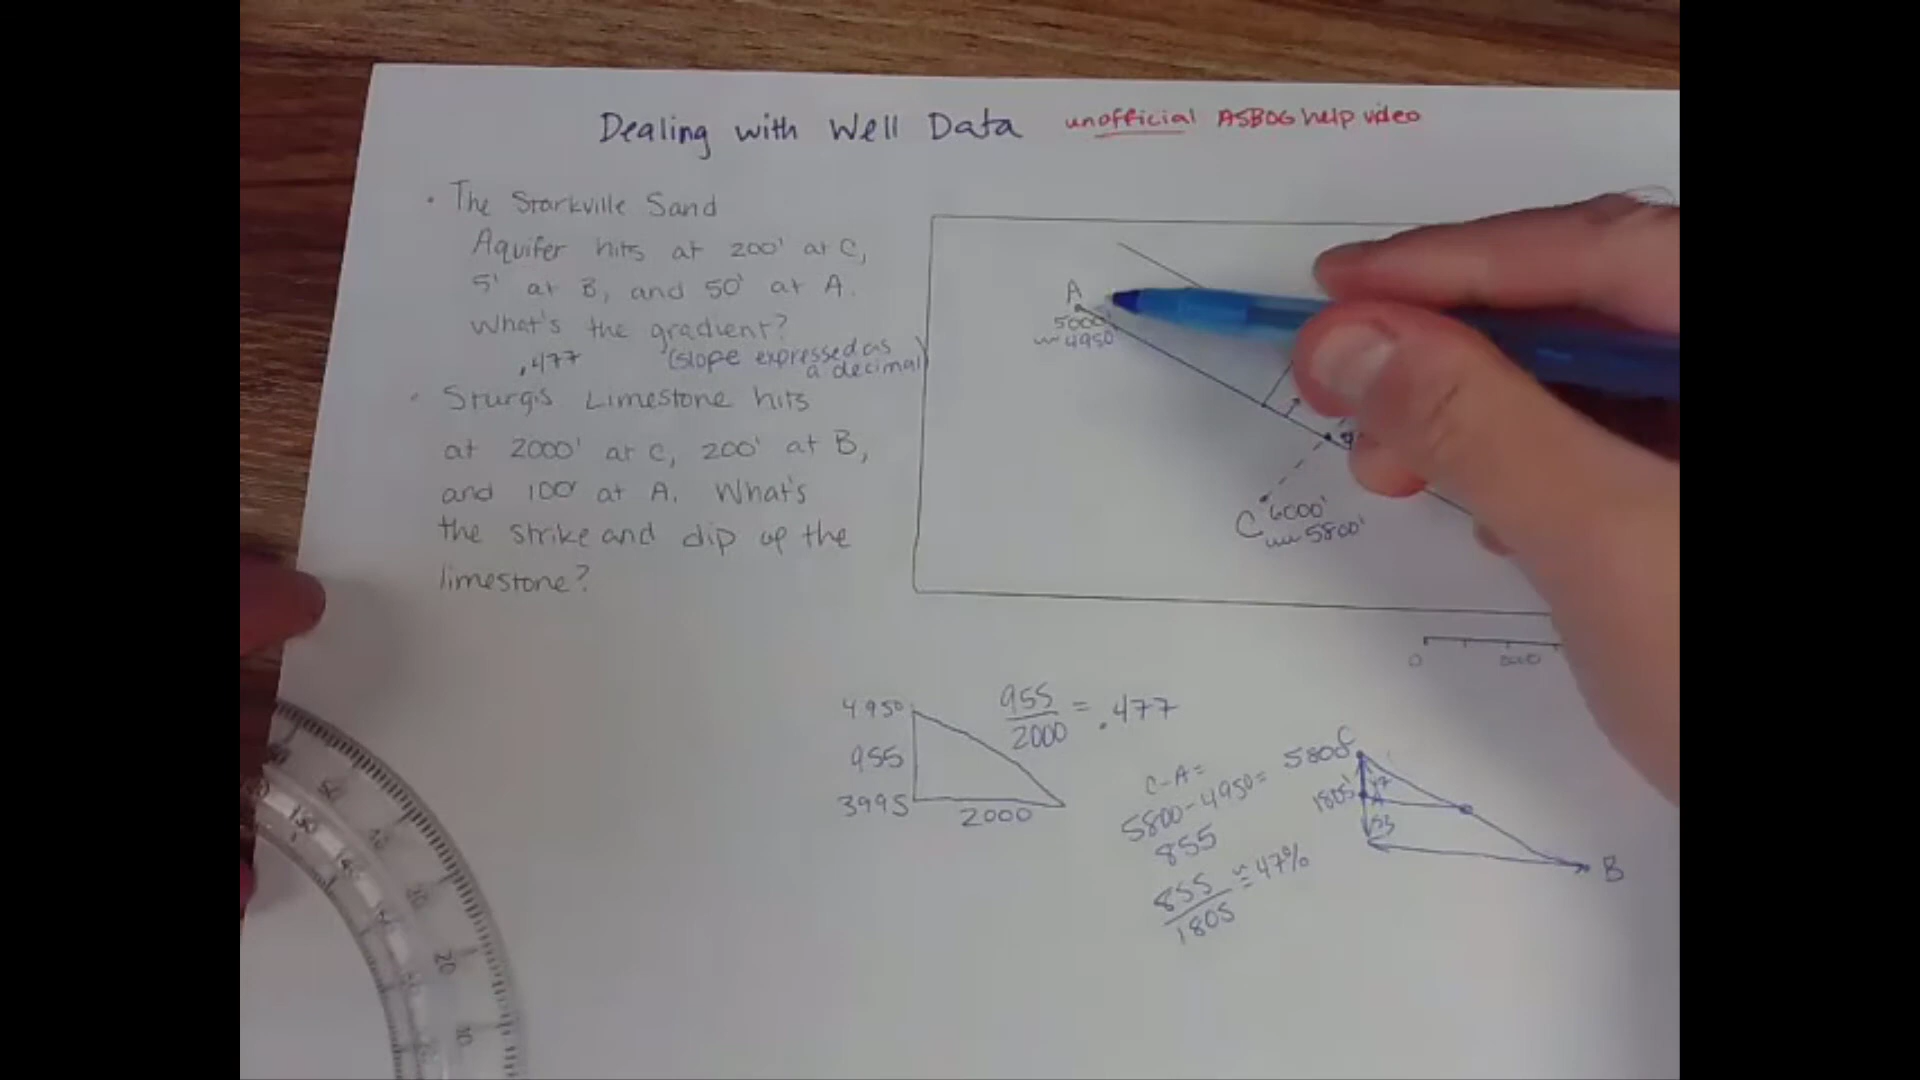 Dealing with Well Data unofficial ASBOG help video
• The Starkville Sand
Aquifer hits at 200' at C,
5' at B, and 50' at A.
What's the gradient?
.477 (slope expressed as
a decimal)
• Sturgis Limestone hits
at 2000' at C, 200' at B,
and 100' at A. What's
the strike and dip of the
limestone?
A
5000'
4950'
C 6000'
5800'
0
4950
955
3995
2000
955
2000
= .477
C-A=
5800-4950=
855
855
1805
≈ 47%
5800
1805'
A
B